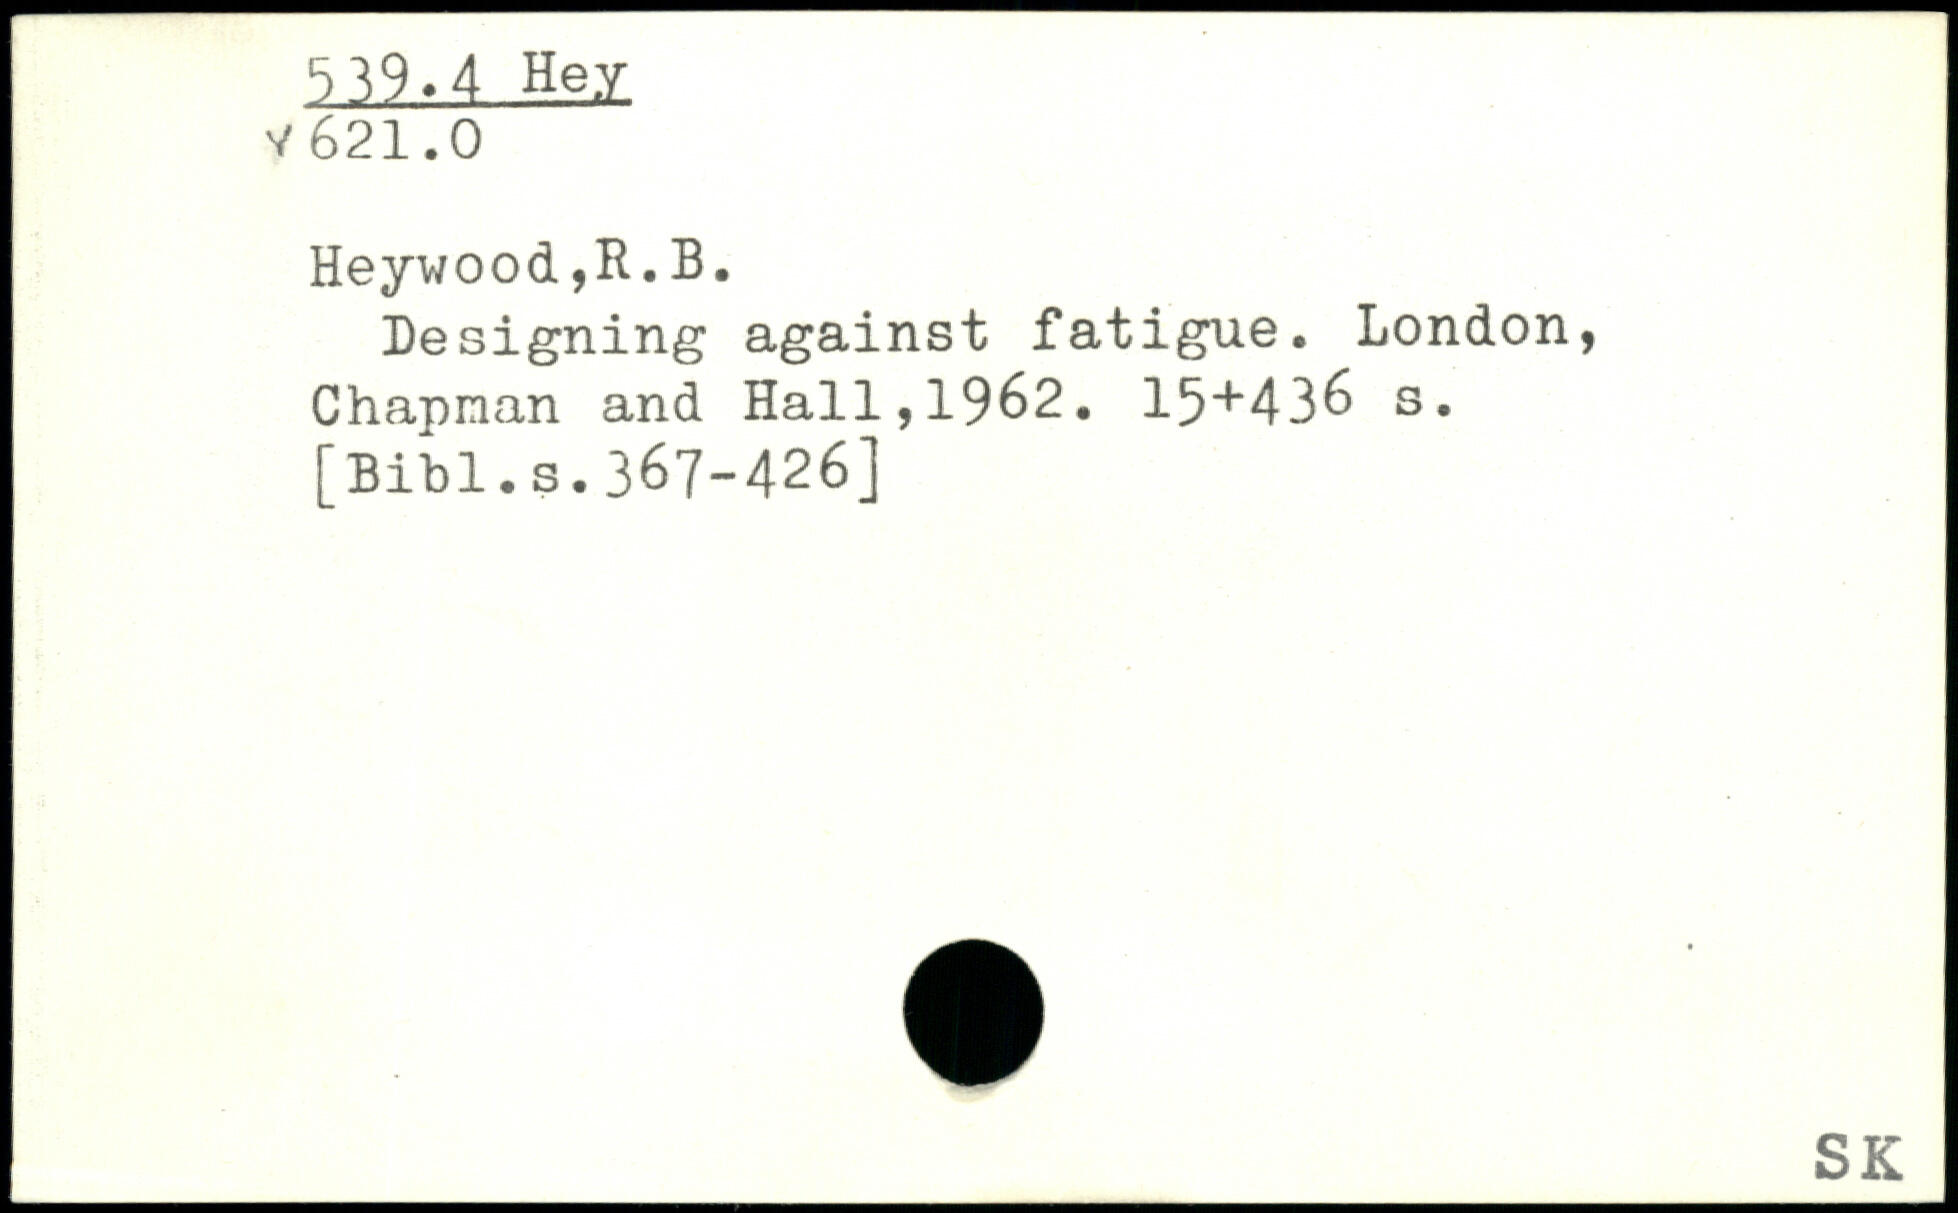 539.4 Hey
Y 621.0
Heywood,R.B.
Designing against fatigue. London,
Chapman and Hall,1962. 15+436 s.
[Bibl.s.367-426]
SK